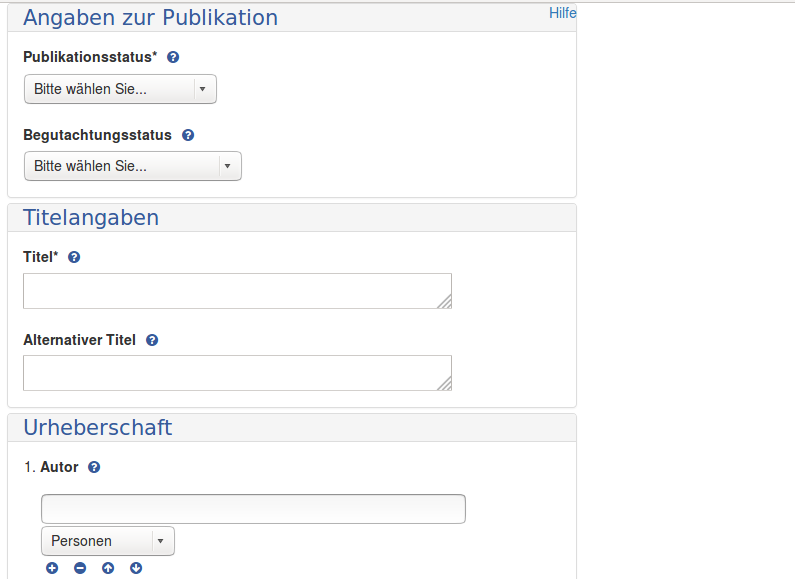 Angaben zur Publikation
Hilfe
Publikationsstatus*
Bitte wählen Sie...
Begutachtungsstatus
Bitte wählen Sie...
Titelangaben
Titel*
Alternativer Titel
Urheberschaft
1. Autor
Personen